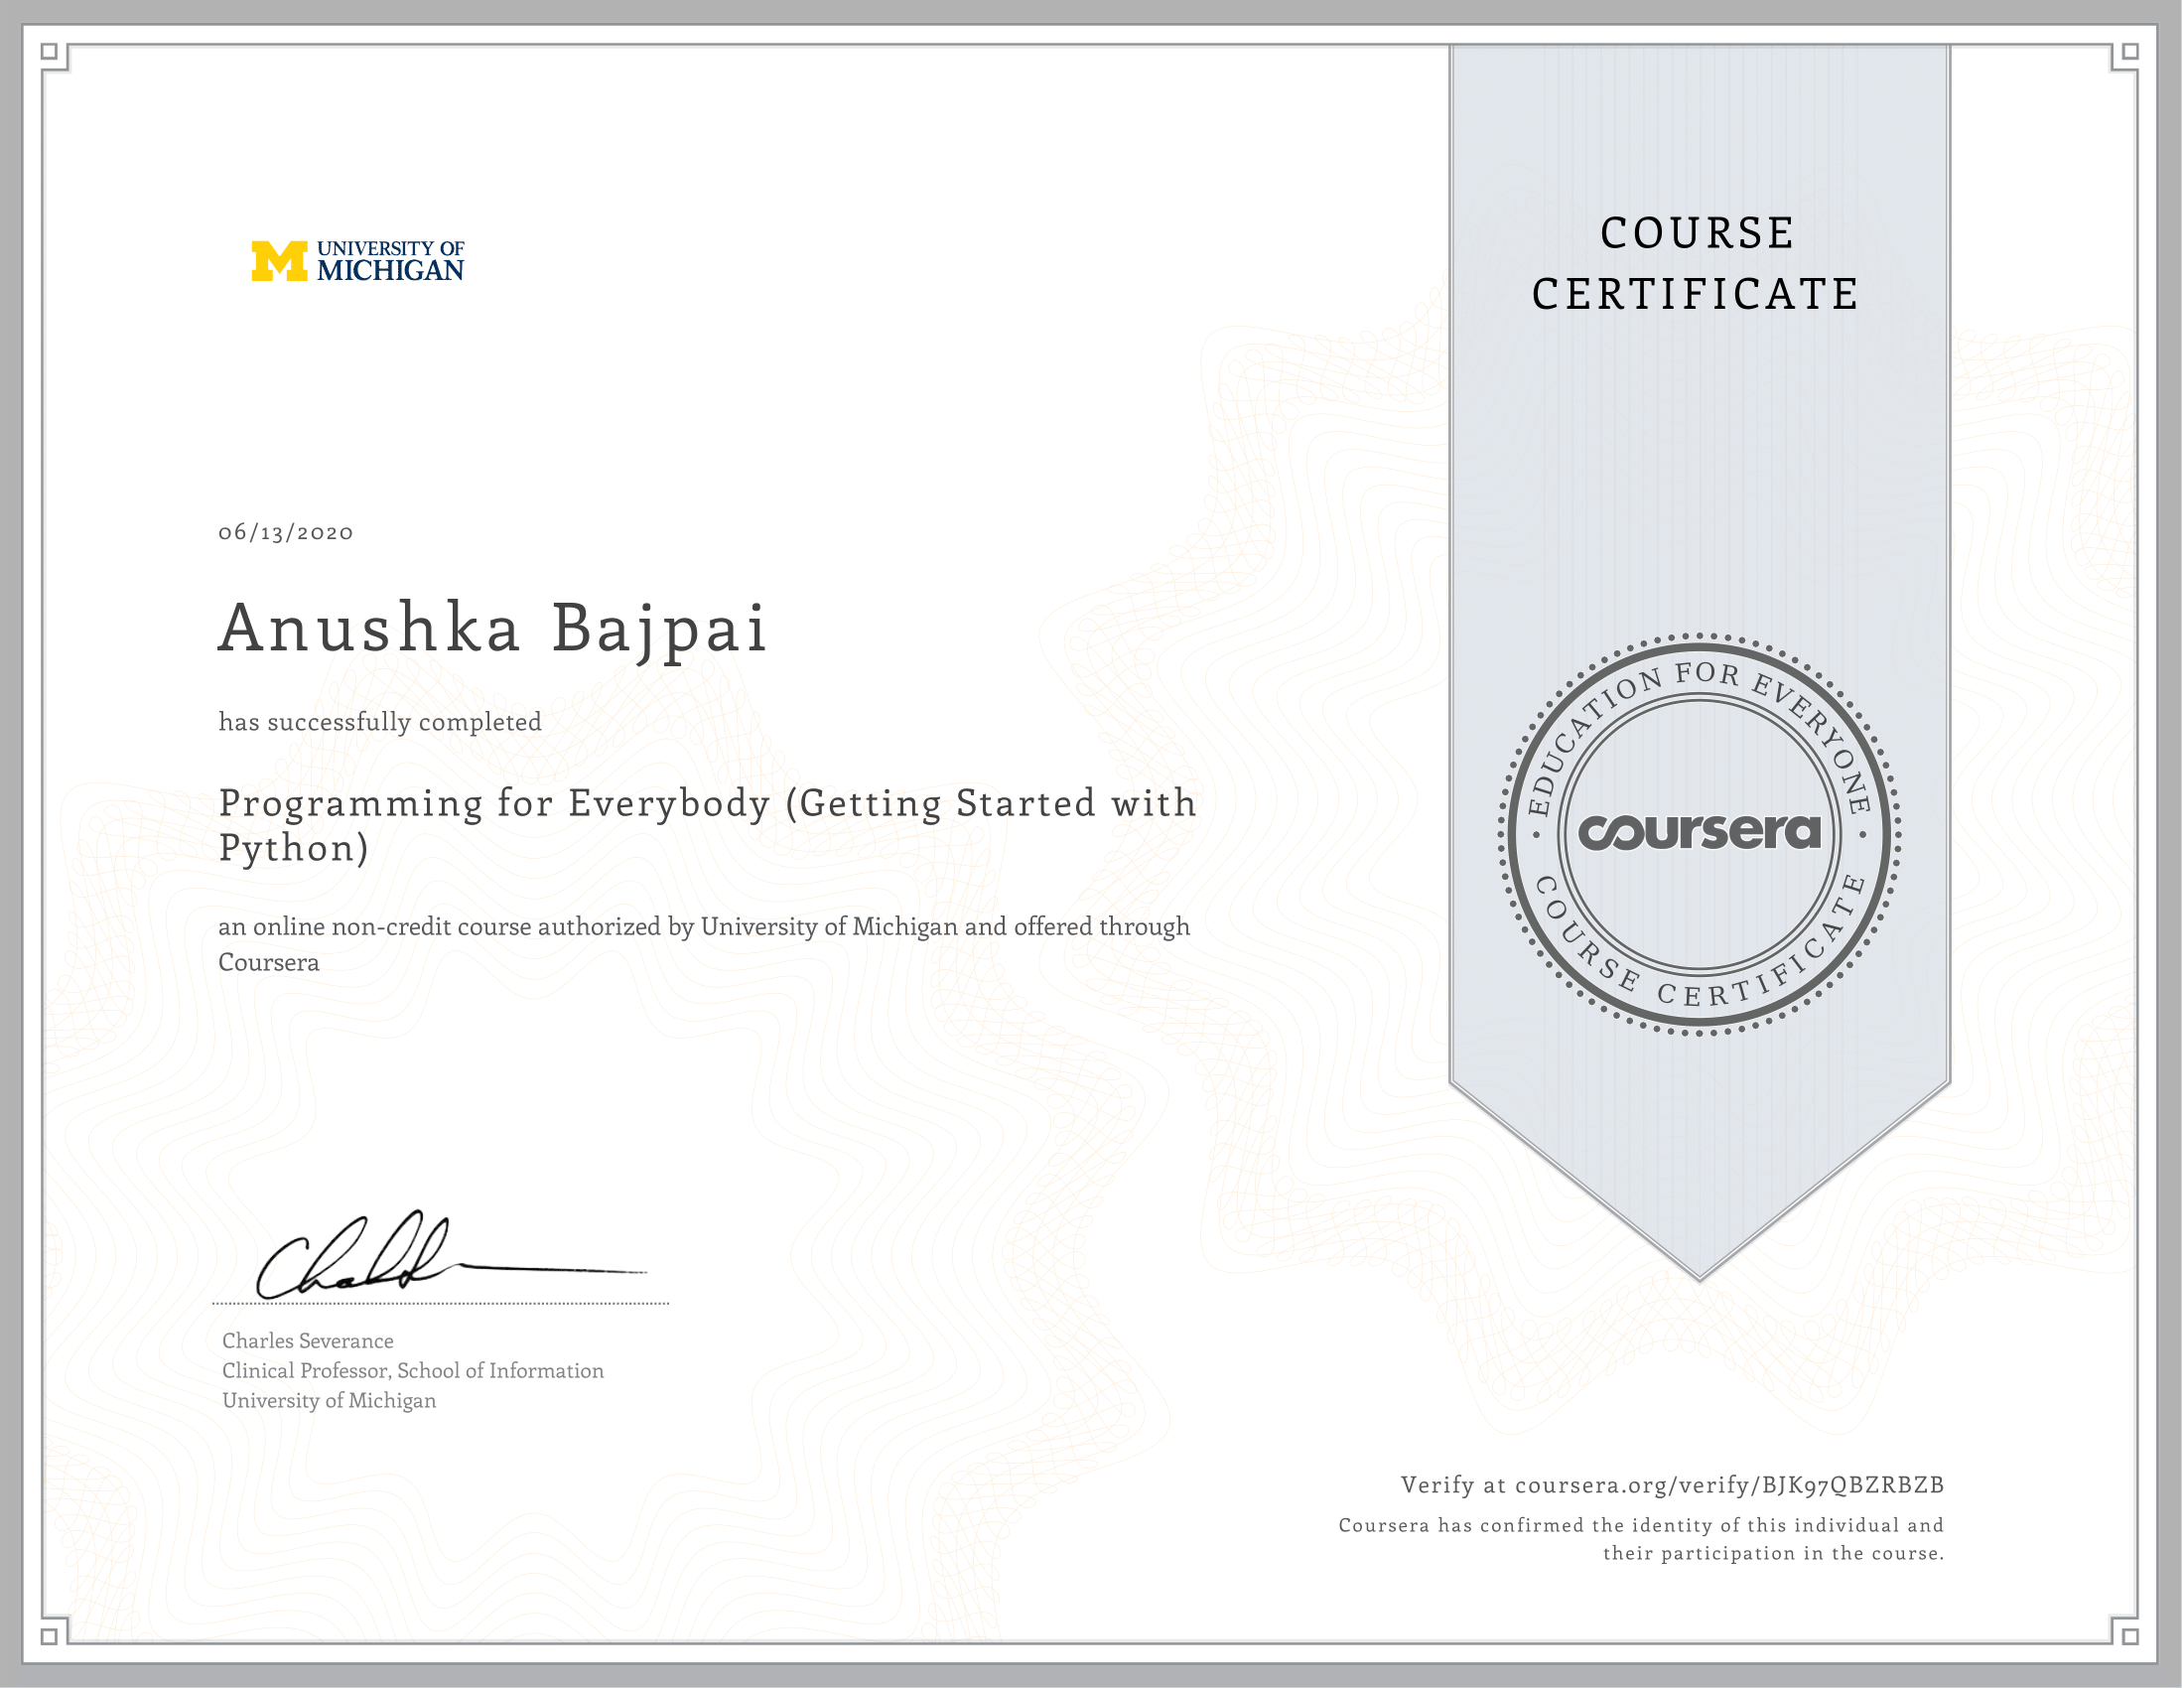 UNIVERSITY OF
MICHIGAN
COURSE
CERTIFICATE
06/13/2020
Anushka Bajpai
has successfully completed
Programming for Everybody (Getting Started with
Python)
an online non-credit course authorized by University of Michigan and offered through
Coursera
EDUCATION FOR EVERYONE
coursera
COURSE CERTIFICATE
Charles Severance
Clinical Professor, School of Information
University of Michigan
Verify at coursera.org/verify/BJK97QBZRBZB
Coursera has confirmed the identity of this individual and
their participation in the course.